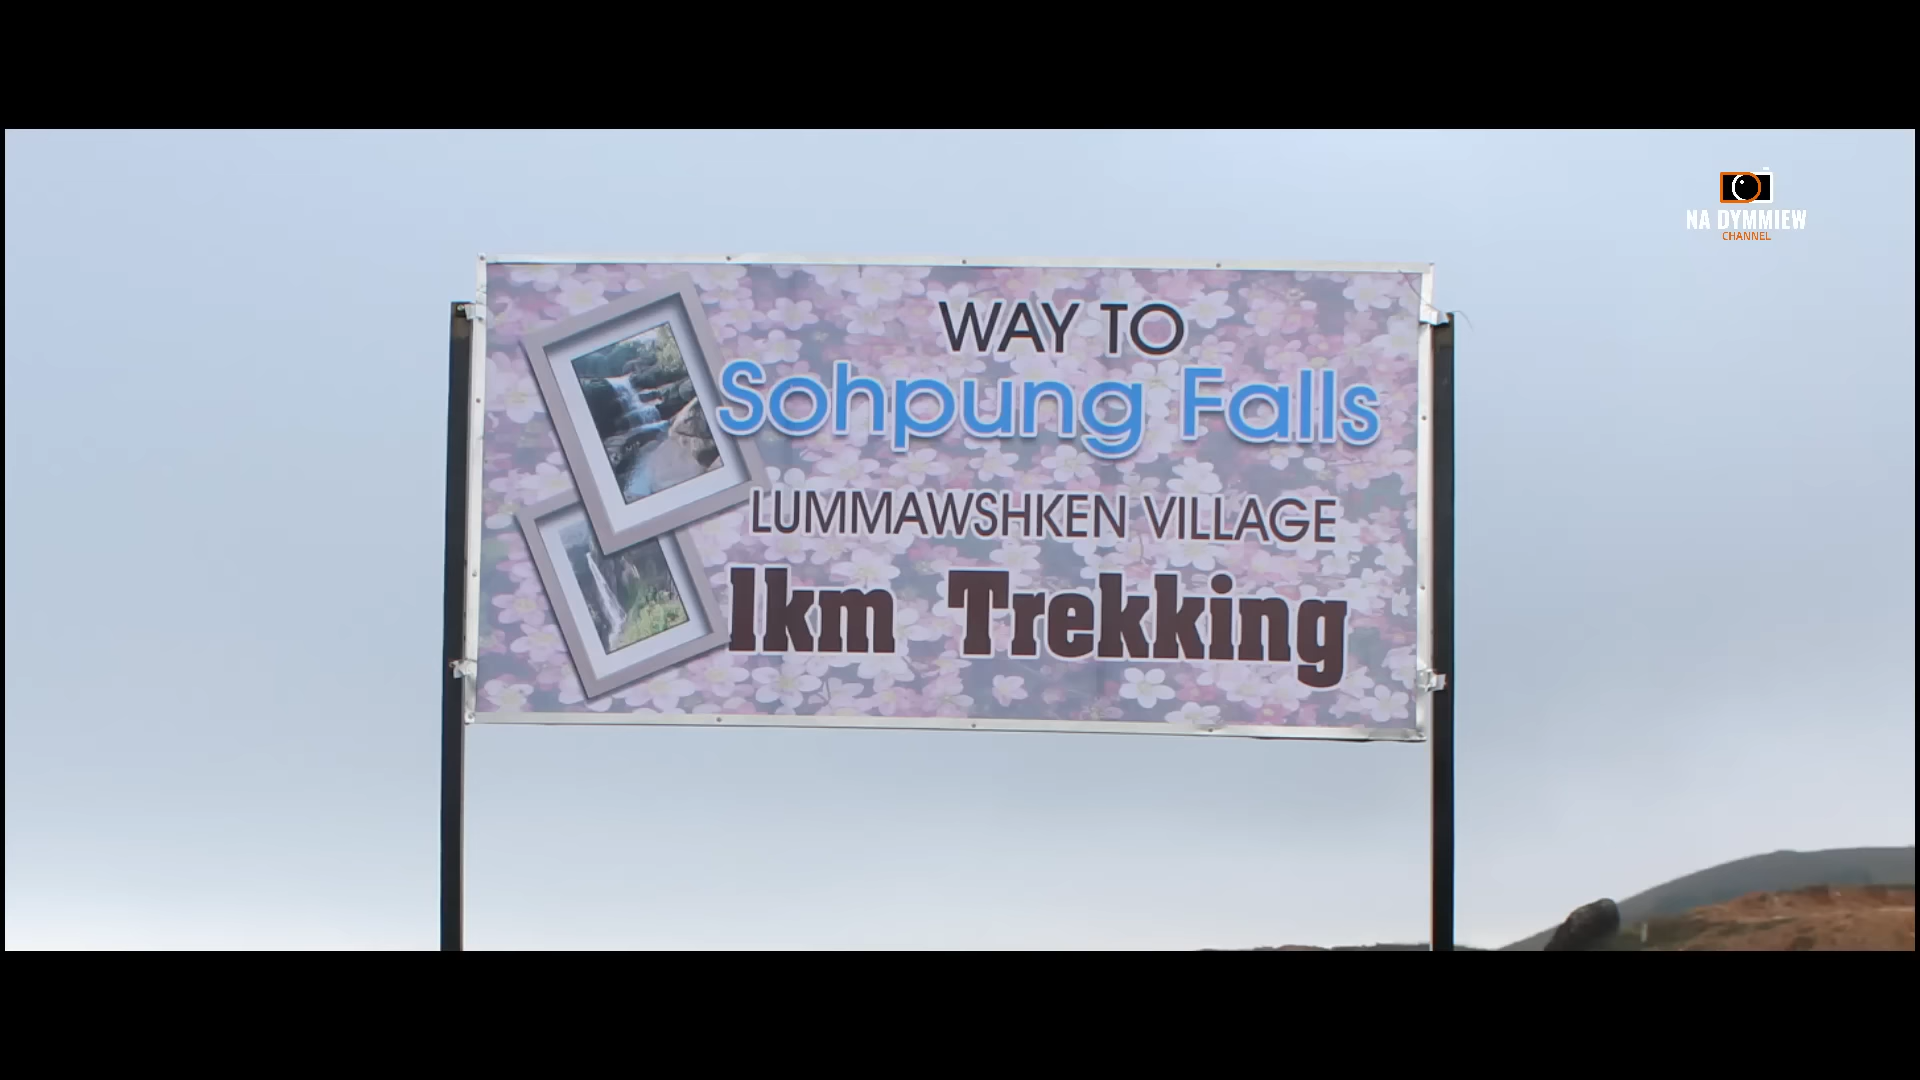 NA DYMMIEW
CHANNEL
WAY TO
Sohpung Falls
LUMMAWSHKEN VILLAGE
1km Trekking